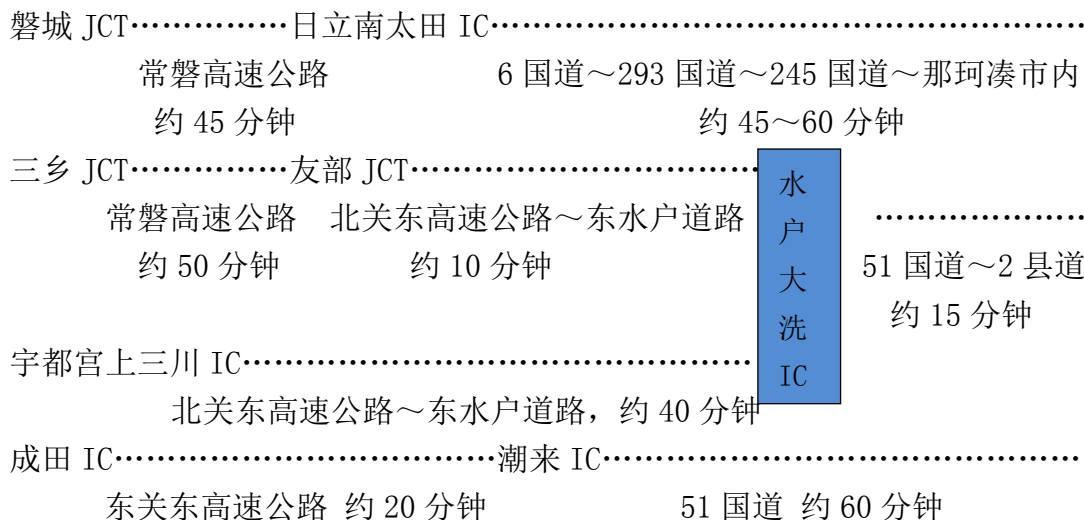 磐城 JCT……………日立南太田 IC…………………………………………………
常磐高速公路 6 国道～293 国道～245 国道～那珂凑市内
约 45 分钟 约 45～60 分钟
三乡 JCT……………友部 JCT……………………………
常磐高速公路 北关东高速公路～东水户道路
约 50 分钟 约 10 分钟
水户大洗 IC
…………………
51 国道～2 县道
约 15 分钟
宇都宫上三川 IC…………………………………………
北关东高速公路～东水户道路，约 40 分钟
成田 IC………………………………潮来 IC………………………………………
东关东高速公路 约 20 分钟 51 国道 约 60 分钟